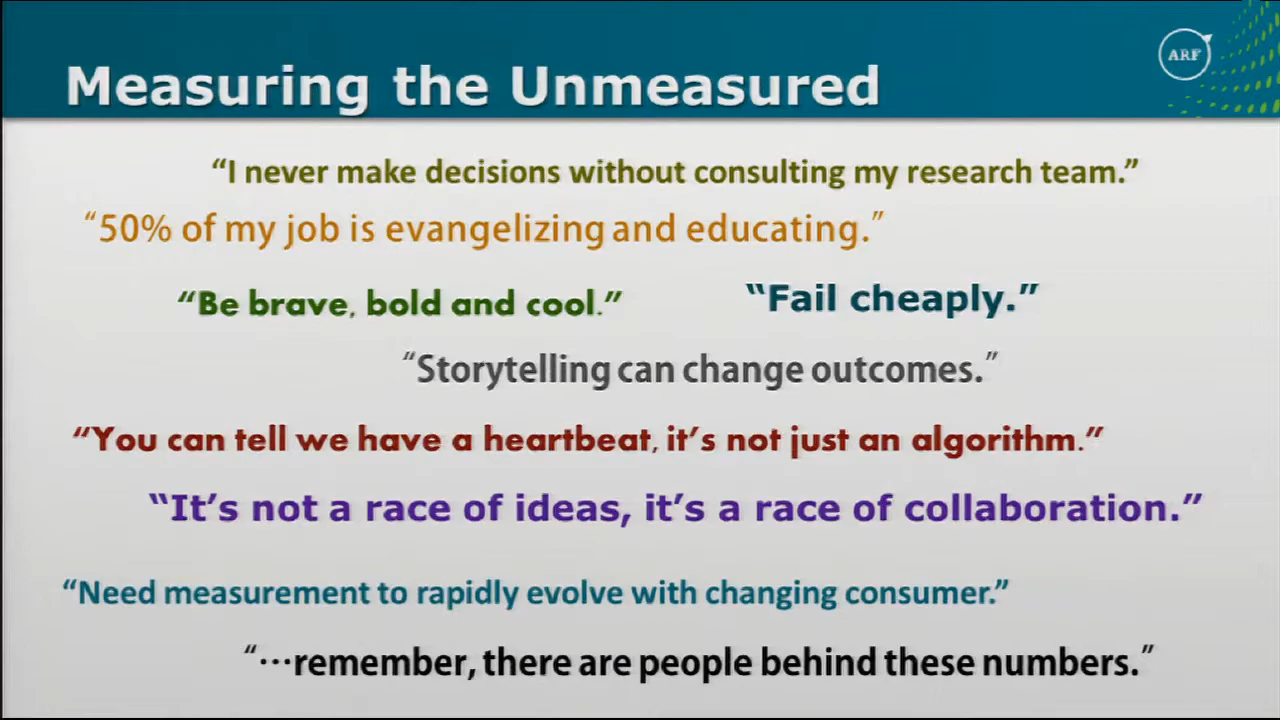 ARF
Measuring the Unmeasured
“I never make decisions without consulting my research team.”
“50% of my job is evangelizing and educating.”
“Be brave, bold and cool.” “Fail cheaply.”
“Storytelling can change outcomes.”
“You can tell we have a heartbeat, it’s not just an algorithm.”
“It’s not a race of ideas, it’s a race of collaboration.”
“Need measurement to rapidly evolve with changing consumer.”
“…remember, there are people behind these numbers.”